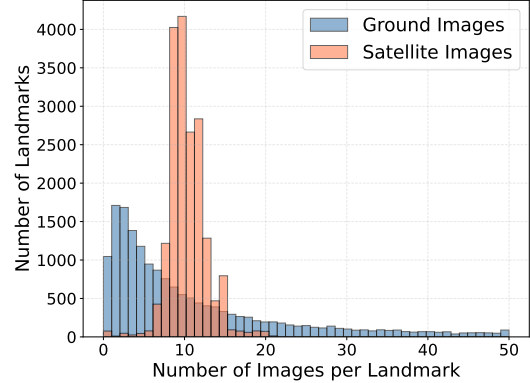 Ground Images
Satellite Images
Number of Landmarks
4000
3500
3000
2500
2000
1500
1000
500
0
0 10 20 30 40 50
Number of Images per Landmark